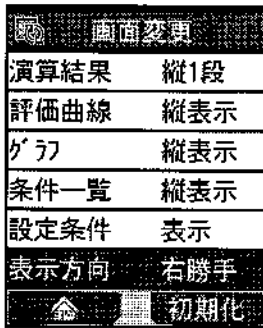 画面変更
演算結果 縦1段
評価曲線 縦表示
グラフ 縦表示
条件一覧 縦表示
設定条件 表示
表示方向 右勝手
初期化